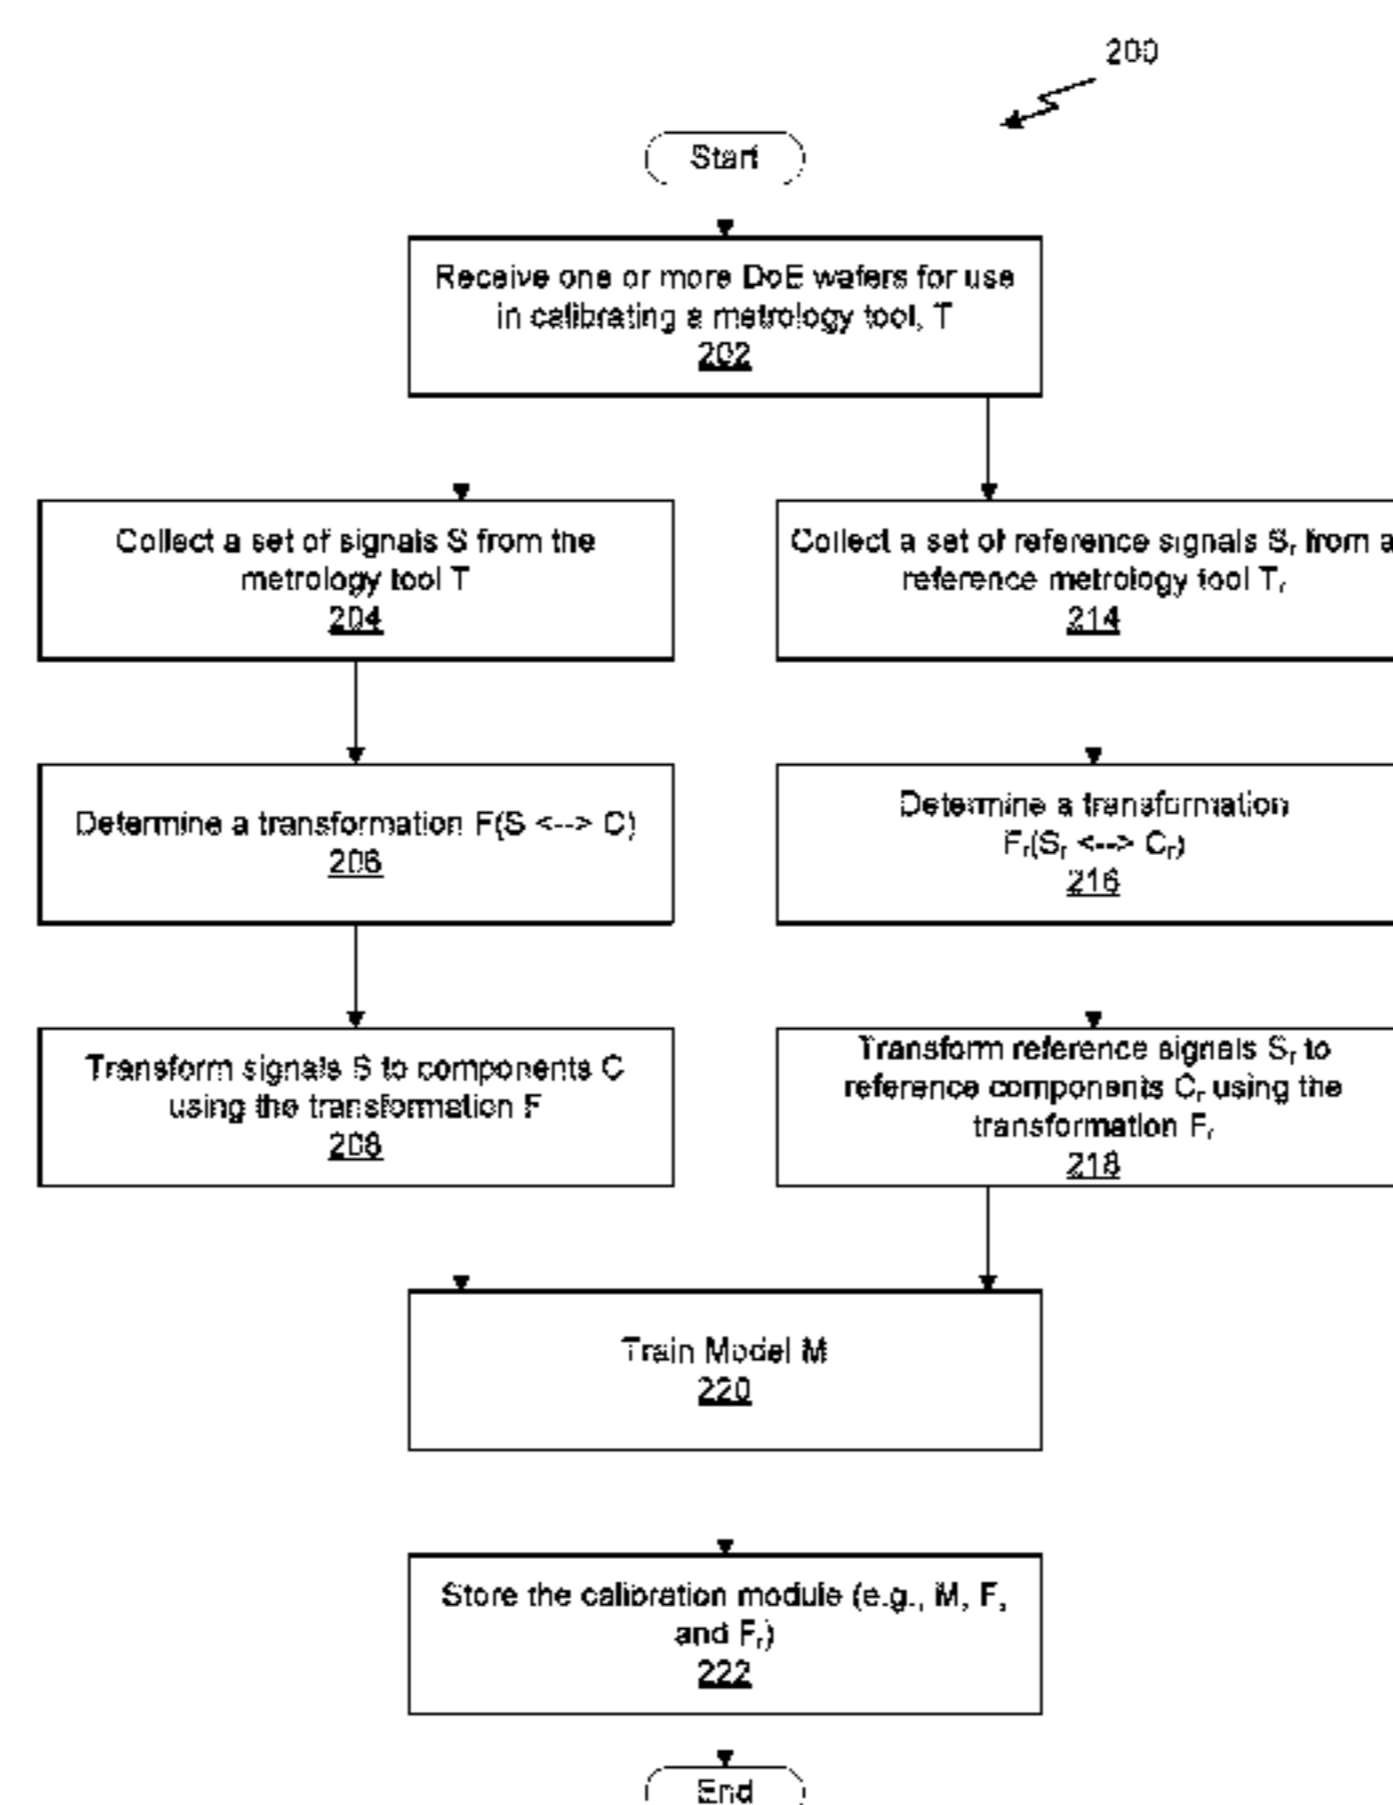 200
Start
Receive one or more DoE wafers for use
in calibrating a metrology tool, T
202
Collect a set of signals S from the
metrology tool T
204
Collect a set of reference signals Sr from a
reference metrology tool Tr
214
Determine a transformation F(S <--> C)
206
Determine a transformation
Fr(Sr <--> Cr)
216
Transform signals S to components C
using the transformation F
208
Transform reference signals Sr to
reference components Cr using the
transformation Fr
218
Train Model M
220
Store the calibration module (e.g., M, F,
and Fr)
222
End